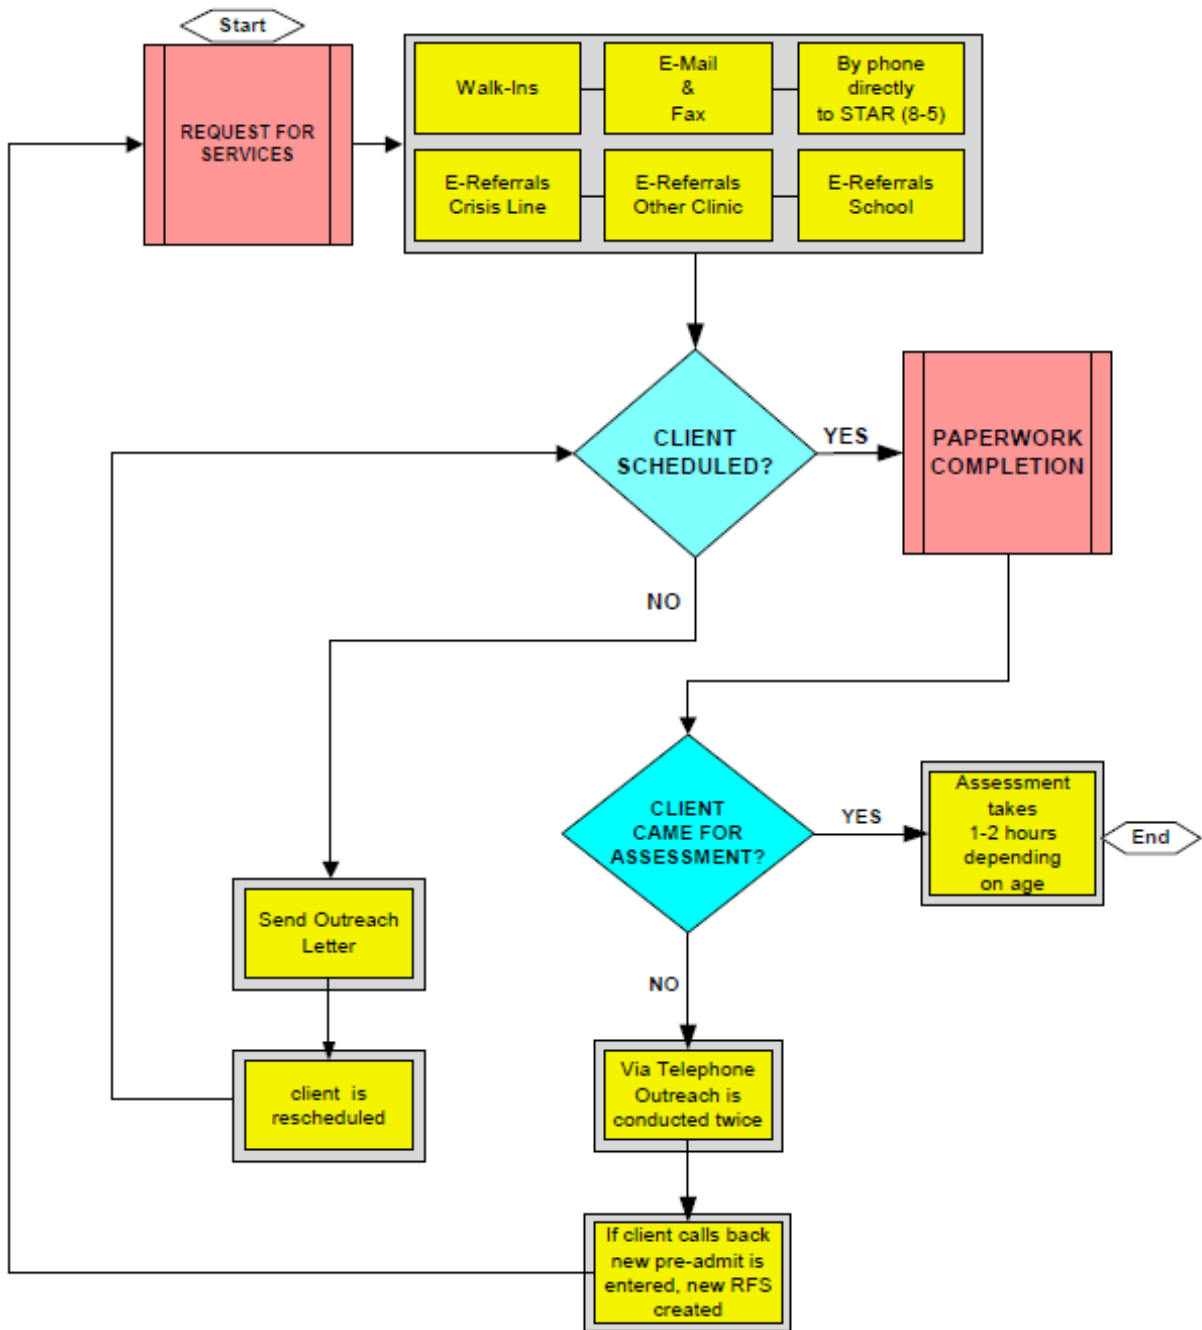 Start
REQUEST FOR
SERVICES
Walk-Ins
E-Mail
&
Fax
By phone
directly
to STAR (8-5)
E-Referrals
Crisis Line
E-Referrals
Other Clinic
E-Referrals
School
CLIENT
SCHEDULED?
YES
PAPERWORK
COMPLETION
NO
CLIENT
CAME FOR
ASSESSMENT?
YES
Assessment
takes
1-2 hours
depending
on age
End
Send Outreach
Letter
NO
client is
rescheduled
Via Telephone
Outreach is
conducted twice
If client calls back
new pre-admit is
entered, new RFS
created